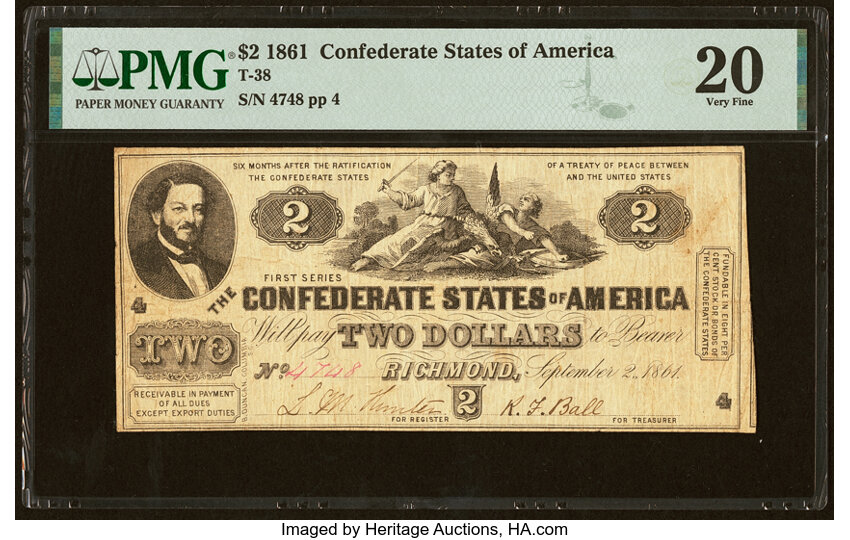 PMG®
PAPER MONEY GUARANTY
$2 1861 Confederate States of America
T-38
S/N 4748 pp 4
20
Very Fine
SIX MONTHS AFTER THE RATIFICATION
OF A TREATY OF PEACE BETWEEN
THE CONFEDERATE STATES
AND THE UNITED STATES
2
2
FIRST SERIES
4
THE CONFEDERATE STATES OF AMERICA
TWO
Will pay TWO DOLLARS to Bearer
No 4748
RICHMOND, September 2, 1861.
RECEIVABLE IN PAYMENT
OF ALL DUES
EXCEPT EXPORT DUTIES
B. DUNCAN, COLUMBIA S.C.
FUNDABLE IN EIGHT PER
CENT STOCK OR BONDS OF
THE CONFEDERATE STATES
4
L. M. Hunter
2
R. F. Ball
FOR REGISTER
FOR TREASURER
Imaged by Heritage Auctions, HA.com